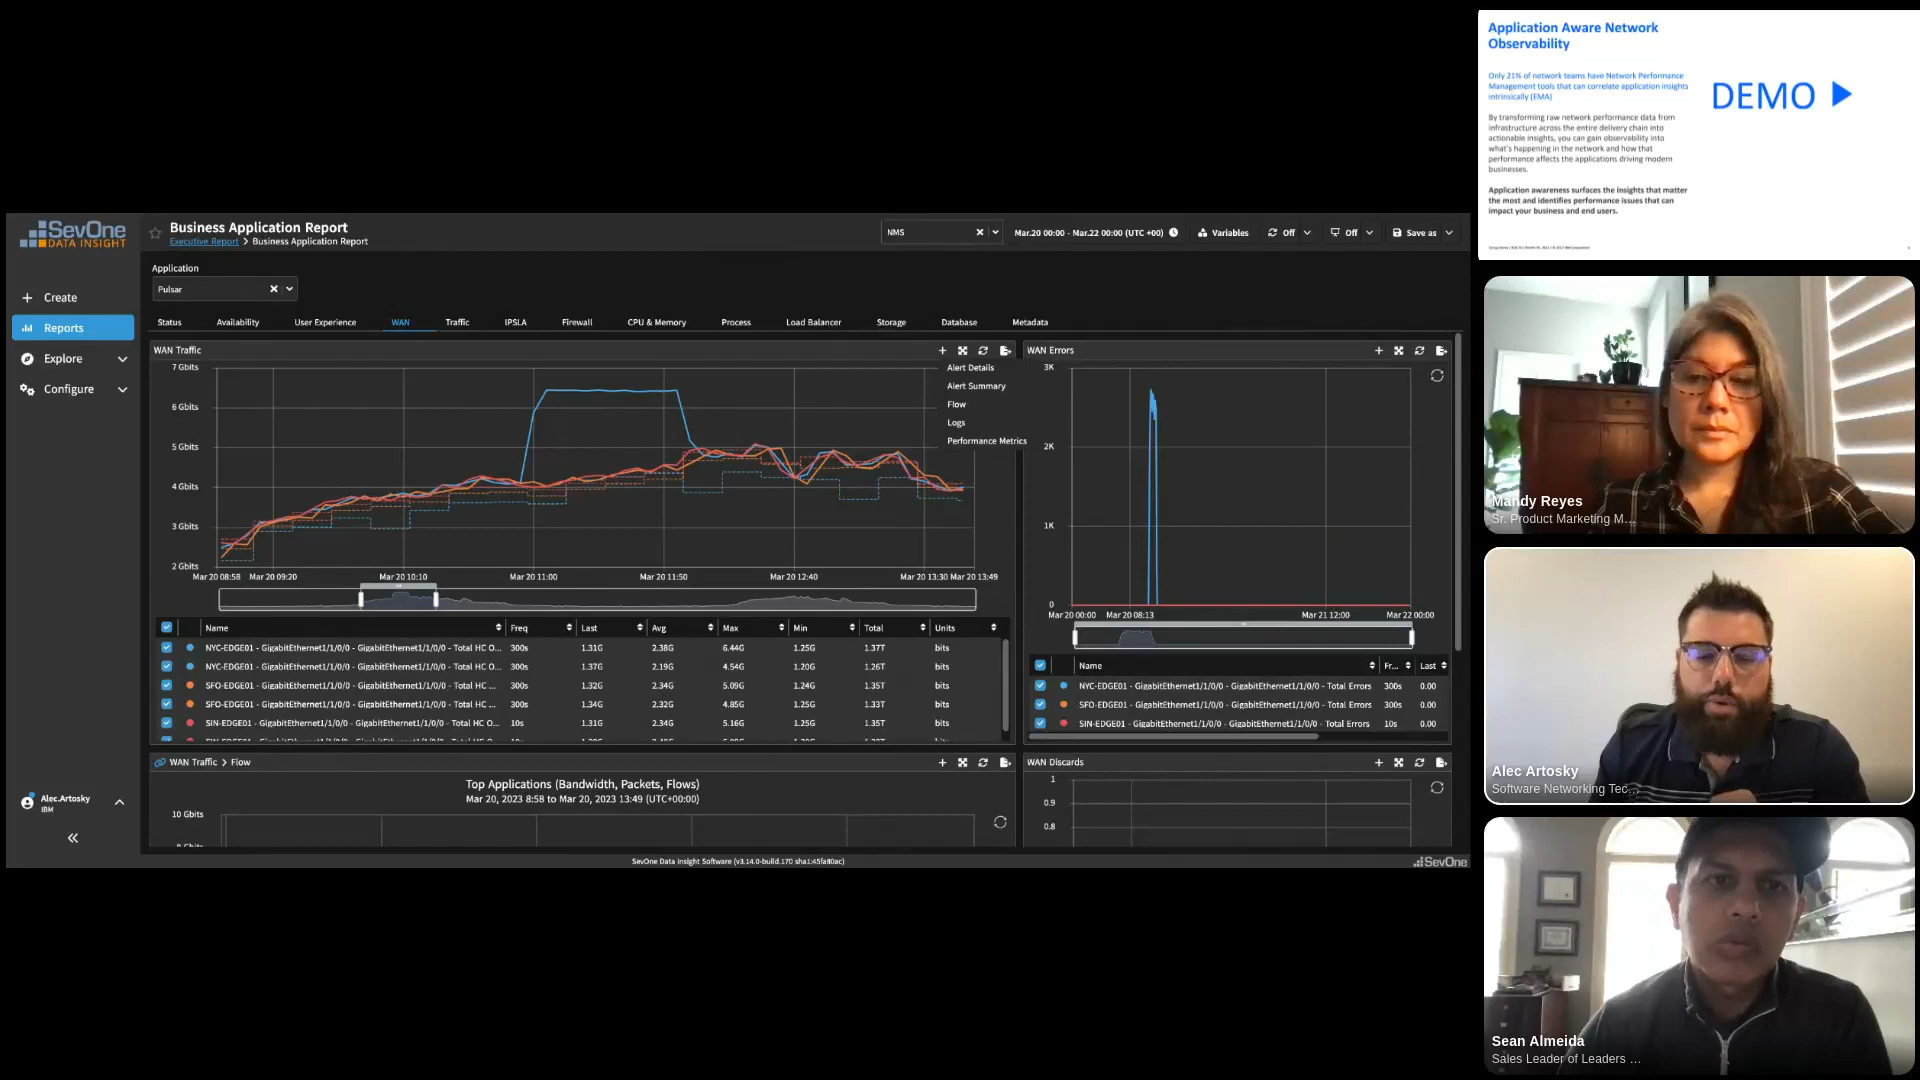 Application Aware Network
Observability
Only 21% of network teams have Network Performance
Management tools that can correlate application insights
intrinsically (EMA)
By transforming raw network performance data from
infrastructure across the entire delivery chain into
actionable insights, you can gain observability into
what's happening in the network and how that
performance affects the applications driving modern
businesses.
Application awareness surfaces the insights that matter
the most and identifies performance issues that can
impact your business and end users.
DEMO
SevOne
DATA INSIGHT
Create
Reports
Explore
Configure
Alec.Artosky
IBM
Business Application Report
Executive Report > Business Application Report
NMS
Mar.20 00:00 - Mar.22 00:00 (UTC +00)
Variables
Off
Off
Save as
Application
Pulsar
Status Availability User Experience WAN Traffic IPSLA Firewall CPU & Memory Process Load Balancer Storage Database Metadata
WAN Traffic
7 Gbits
6 Gbits
5 Gbits
4 Gbits
3 Gbits
2 Gbits
Mar 20 08:58 Mar 20 09:20 Mar 20 10:10 Mar 20 11:00 Mar 20 11:50 Mar 20 12:40 Mar 20 13:30 Mar 20 13:49
Alert Details
Alert Summary
Flow
Logs
Performance Metrics
Name Freq Last Avg Max Min Total Units
NYC-EDGE01 - GigabitEthernet1/1/0/0 - GigabitEthernet1/1/0/0 - Total HC O... 300s 1.31G 2.38G 6.44G 1.25G 1.37T bits
NYC-EDGE01 - GigabitEthernet1/1/0/0 - GigabitEthernet1/1/0/0 - Total HC ... 300s 1.37G 2.19G 4.54G 1.20G 1.26T bits
SFO-EDGE01 - GigabitEthernet1/1/0/0 - GigabitEthernet1/1/0/0 - Total HC ... 300s 1.32G 2.34G 5.09G 1.24G 1.35T bits
SFO-EDGE01 - GigabitEthernet1/1/0/0 - GigabitEthernet1/1/0/0 - Total HC ... 300s 1.34G 2.32G 4.85G 1.25G 1.33T bits
SIN-EDGE01 - GigabitEthernet1/1/0/0 - GigabitEthernet1/1/0/0 - Total HC O... 10s 1.31G 2.34G 5.16G 1.25G 1.35T bits
WAN Errors
3K
2K
1K
0
Mar 20 00:00 Mar 20 08:13 Mar 21 12:00 Mar 22 00:00
Name Fr... Last
NYC-EDGE01 - GigabitEthernet1/1/0/0 - GigabitEthernet1/1/0/0 - Total Errors 300s 0.00
SFO-EDGE01 - GigabitEthernet1/1/0/0 - GigabitEthernet1/1/0/0 - Total Errors 300s 0.00
SIN-EDGE01 - GigabitEthernet1/1/0/0 - GigabitEthernet1/1/0/0 - Total Errors 10s 0.00
WAN Traffic > Flow
Top Applications (Bandwidth, Packets, Flows)
Mar 20, 2023 8:58 to Mar 20, 2023 13:49 (UTC+00:00)
10 Gbits
WAN Discards
1
0.9
0.8
SevOne Data Insight Software (v3.14.0-build.170 sha1:45fa80ac)
SevOne
Mandy Reyes
Sr. Product Marketing M...
Alec Artosky
Software Networking Tec...
Sean Almeida
Sales Leader of Leaders ...